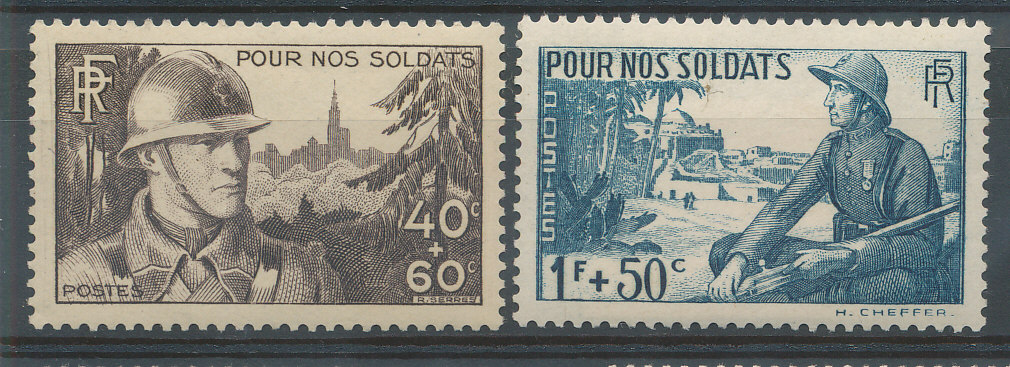 RF
POUR NOS SOLDATS
40c
+
60c
POSTES
R. SERRES
POUR NOS SOLDATS
RF
POSTES
1F + 50c
H. CHEFFER.